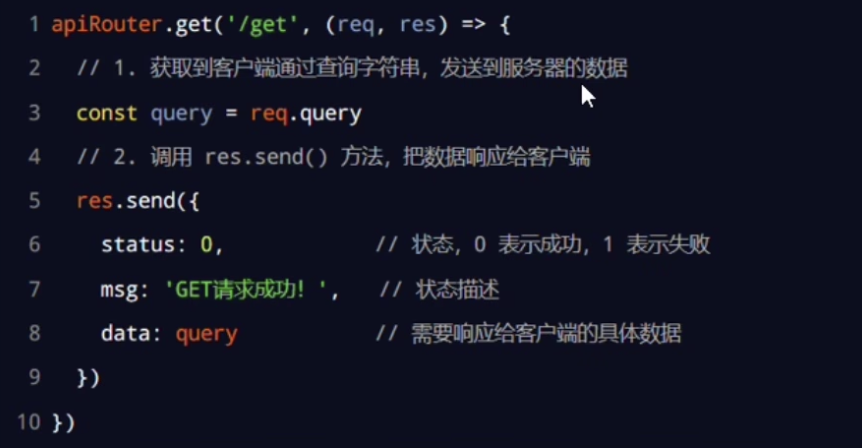 1 apiRouter.get('/get', (req, res) => {
2 // 1. 获取到客户端通过查询字符串，发送到服务器的数据
3 const query = req.query
4 // 2. 调用 res.send() 方法，把数据响应给客户端
5 res.send({
6 status: 0, // 状态，0 表示成功，1 表示失败
7 msg: 'GET请求成功！', // 状态描述
8 data: query // 需要响应给客户端的具体数据
9 })
10 })